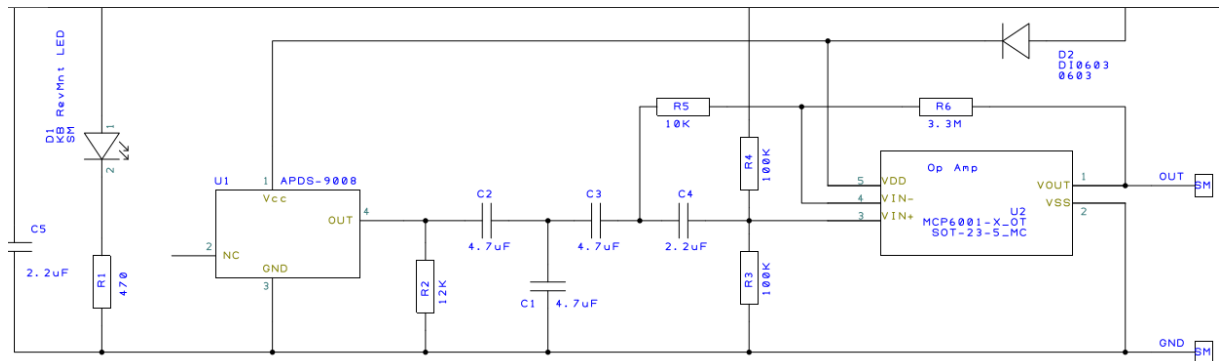 D1
KB RevMnt LED
SM
1
2
C5
2.2uF
R1
470
U1
APDS-9008
1
Vcc
OUT
4
2
NC
GND
3
R2
12K
C2
4.7uF
C1
4.7uF
C3
4.7uF
R5
10K
C4
2.2uF
R4
100K
R3
100K
R6
3.3M
D2
DI0603
0603
Op Amp
5
VDD
4
VIN-
3
VIN+
VOUT
1
VSS
2
U2
MCP6001-X_OT
SOT-23-5_MC
OUT
SM
GND
SM